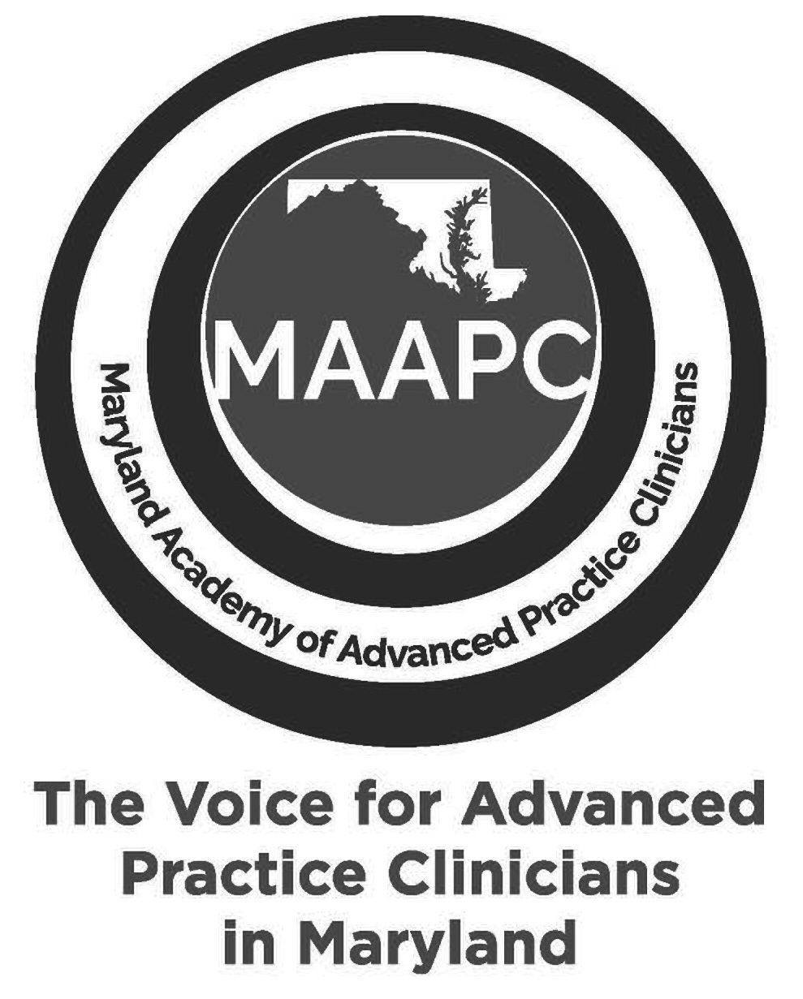 MAAPC
Maryland Academy of Advanced Practice Clinicians
The Voice for Advanced
Practice Clinicians
in Maryland